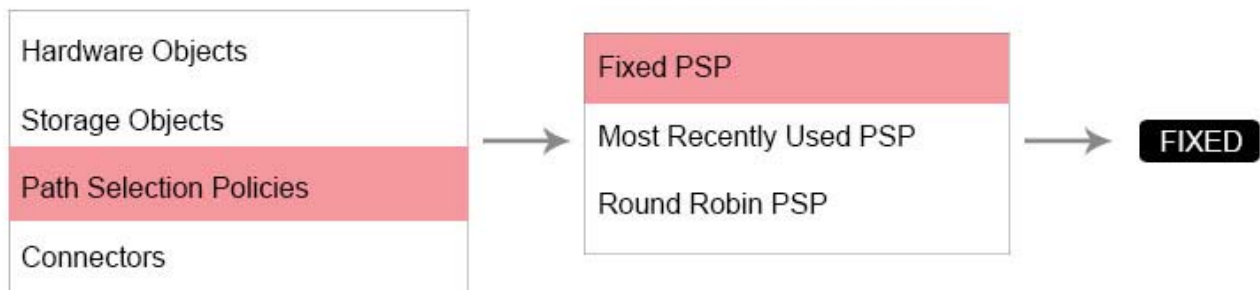 Hardware Objects
Storage Objects
Path Selection Policies
Connectors
Fixed PSP
Most Recently Used PSP
Round Robin PSP
FIXED